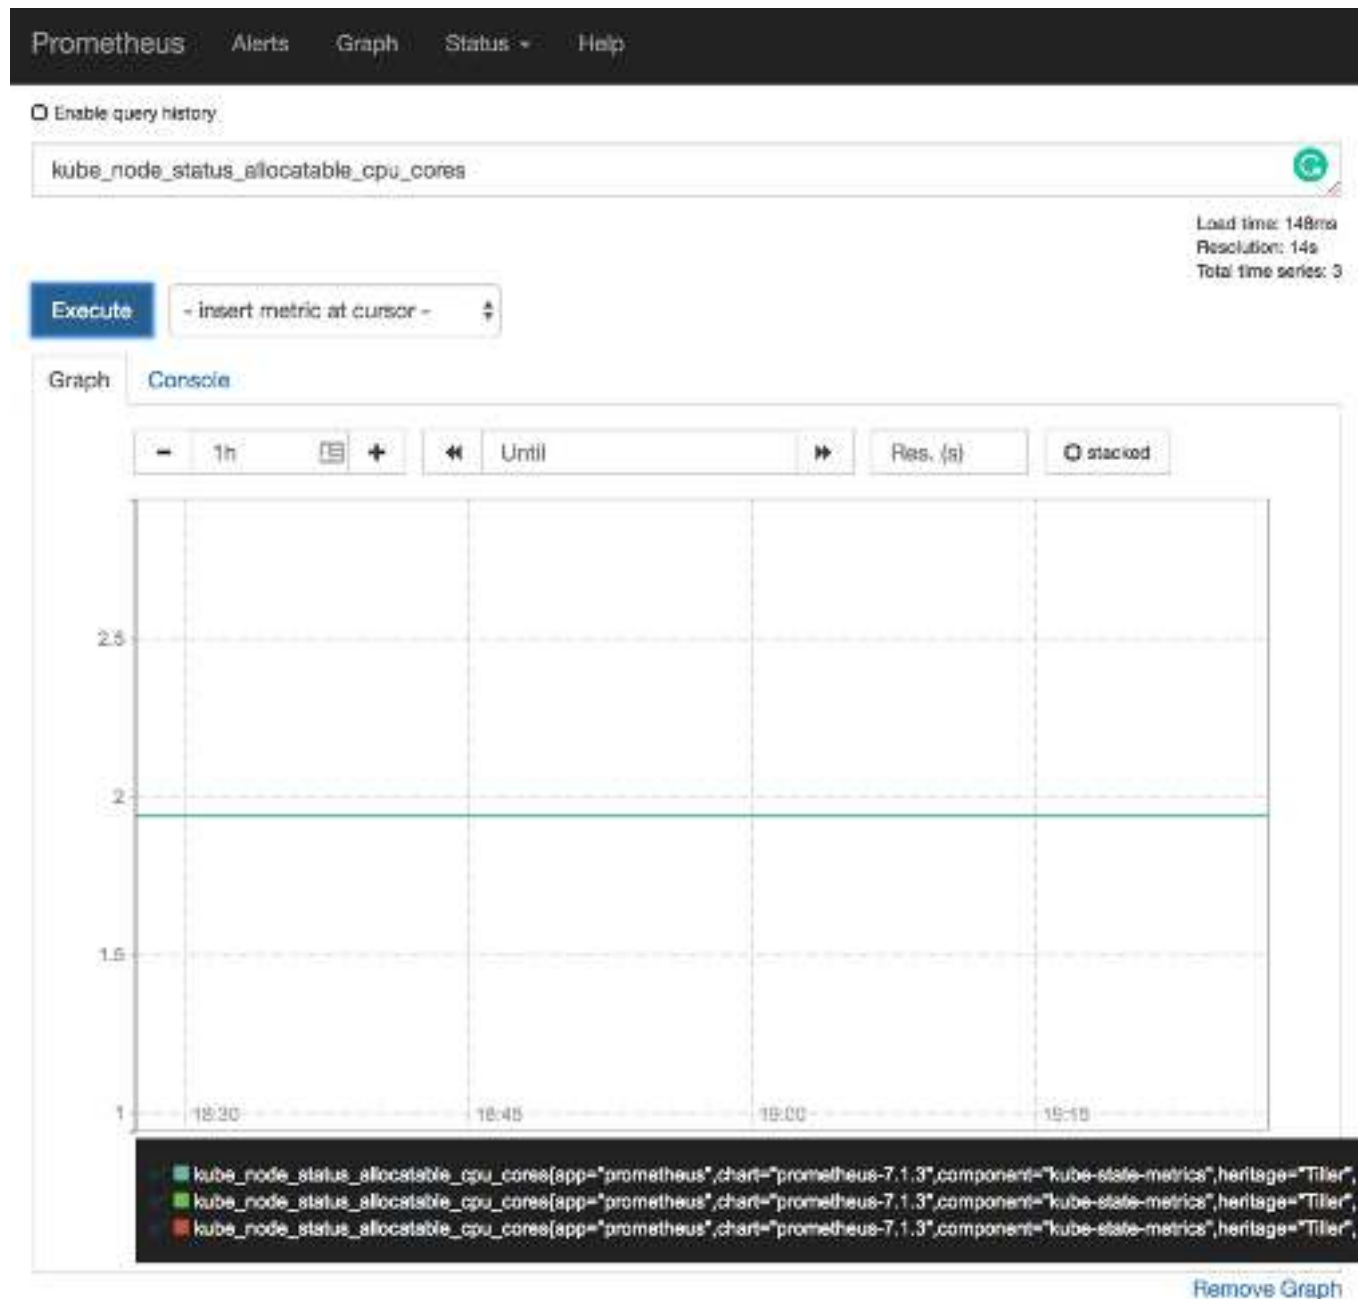 Prometheus Alerts Graph Status Help
Enable query history
kube_node_status_allocatable_cpu_cores
Load time: 148ms
Resolution: 14s
Total time series: 3
Execute - insert metric at cursor -
Graph Console
- 1h + Until Res. (s) stacked
2.5
2
1.5
1
18:30 18:45 19:00 19:15
kube_node_status_allocatable_cpu_cores{app="prometheus",chart="prometheus-7.1.3",component="kube-state-metrics",heritage="Tiller",
kube_node_status_allocatable_cpu_cores{app="prometheus",chart="prometheus-7.1.3",component="kube-state-metrics",heritage="Tiller",
kube_node_status_allocatable_cpu_cores{app="prometheus",chart="prometheus-7.1.3",component="kube-state-metrics",heritage="Tiller",
Remove Graph